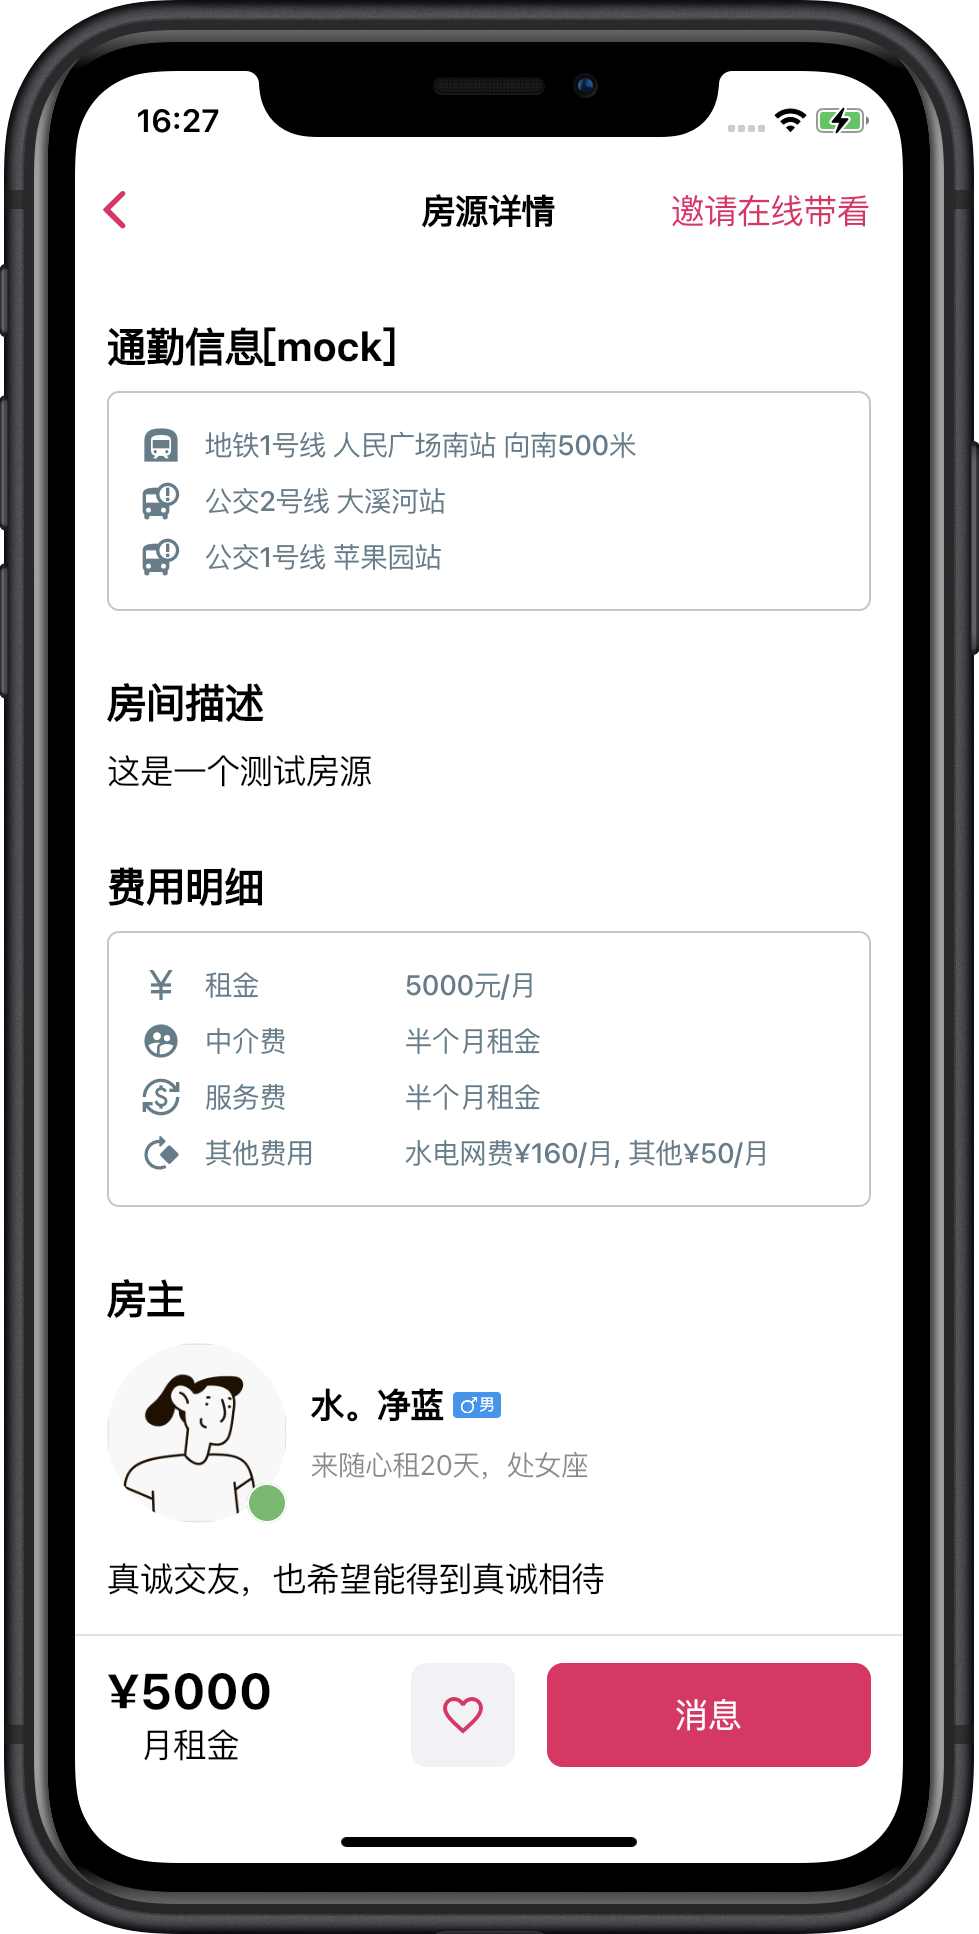 16:27
房源详情 邀请在线带看
通勤信息[mock]
地铁1号线 人民广场南站 向南500米
公交2号线 大溪河站
公交1号线 苹果园站
房间描述
这是一个测试房源
费用明细
租金 5000元/月
中介费 半个月租金
服务费 半个月租金
其他费用 水电网费¥160/月, 其他¥50/月
房主
水。净蓝 ♂男
来随心租20天，处女座
真诚交友，也希望能得到真诚相待
¥5000
月租金
消息